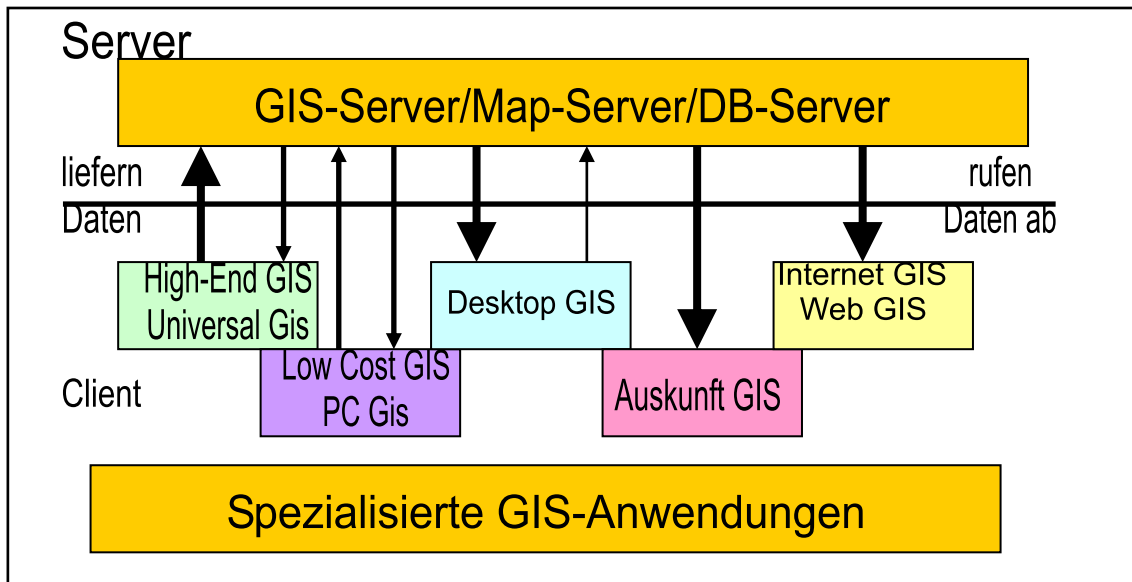 Server
GIS-Server/Map-Server/DB-Server
liefern
rufen
Daten
Daten ab
High-End GIS
Universal Gis
Desktop GIS
Internet GIS
Web GIS
Client
Low Cost GIS
PC Gis
Auskunft GIS
Spezialisierte GIS-Anwendungen